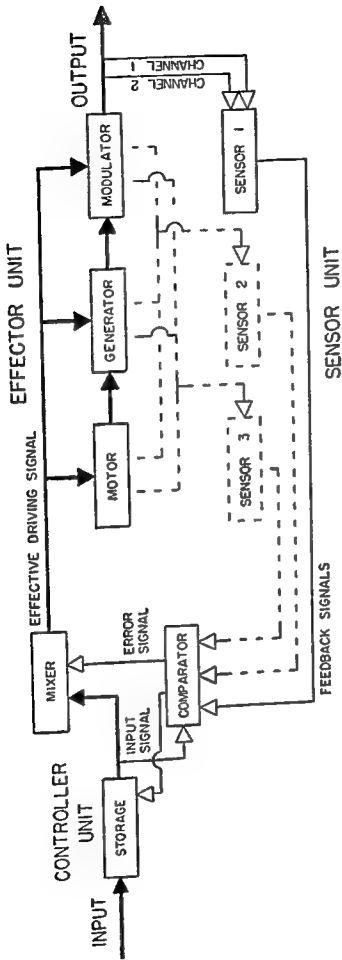 INPUT
CONTROLLER
UNIT
STORAGE
INPUT
SIGNAL
MIXER
ERROR
SIGNAL
COMPARATOR
EFFECTIVE DRIVING SIGNAL
EFFECTOR UNIT
MOTOR
GENERATOR
MODULATOR
OUTPUT
CHANNEL 1
CHANNEL 2
SENSOR 1
SENSOR 2
SENSOR 3
SENSOR UNIT
FEEDBACK SIGNALS